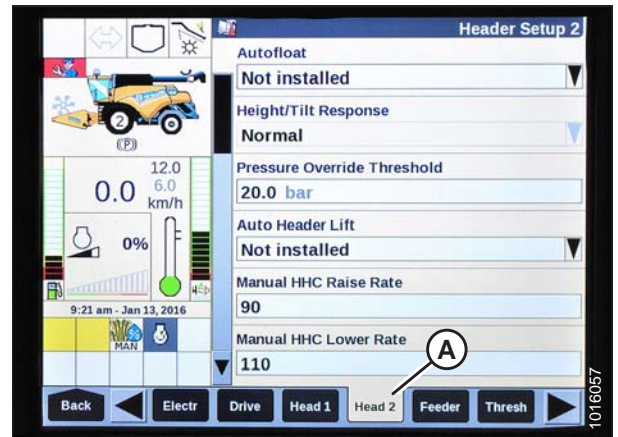 Header Setup 2
Autofloat
Not installed
Height/Tilt Response
Normal
Pressure Override Threshold
20.0 bar
Auto Header Lift
Not installed
Manual HHC Raise Rate
90
Manual HHC Lower Rate
110
2
(P)
12.0
0.0 6.0
km/h
0%
9:21 am - Jan 13, 2016
MAN
A
Back Electr Drive Head 1 Head 2 Feeder Thresh
1016057